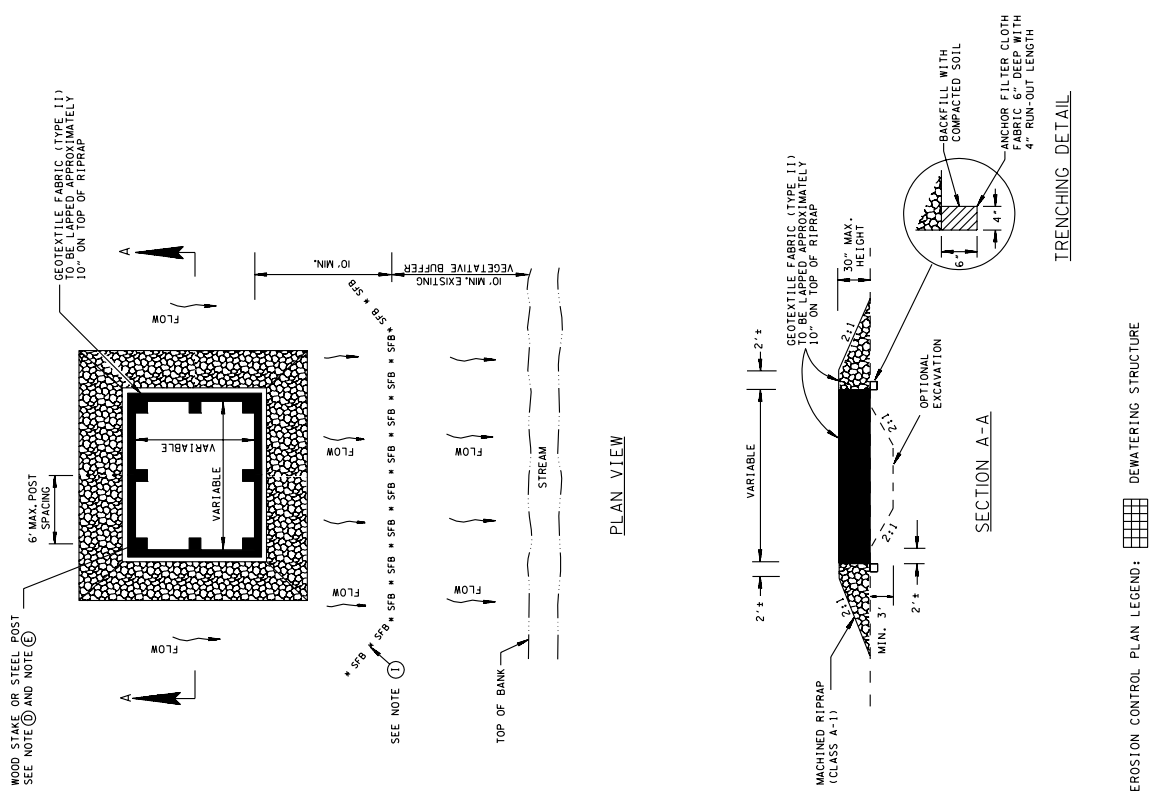 WOOD STAKE OR STEEL POST
SEE NOTE D AND NOTE E
6' MAX. POST
SPACING
GEOTEXTILE FABRIC (TYPE II)
TO BE LAPPED APPROXIMATELY
10" ON TOP OF RIPRAP
A
A
VARIABLE
VARIABLE
FLOW
FLOW
10' MIN.
10' MIN. EXISTING
VEGETATIVE BUFFER
* SFB * SFB * SFB * SFB * SFB * SFB * SFB * SFB * SFB * SFB * SFB * SFB
FLOW
FLOW
FLOW
FLOW
SEE NOTE I
TOP OF BANK
STREAM
PLAN VIEW
GEOTEXTILE FABRIC (TYPE II)
TO BE LAPPED APPROXIMATELY
10" ON TOP OF RIPRAP
2'±
VARIABLE
2'±
30" MAX.
HEIGHT
2:1
2:1
MACHINED RIPRAP
(CLASS A-1)
MIN. 3'
2'±
2:1
2:1
OPTIONAL
EXCAVATION
SECTION A-A
BACKFILL WITH
COMPACTED SOIL
6"
4"
ANCHOR FILTER CLOTH
FABRIC 6" DEEP WITH
4" RUN-OUT LENGTH
TRENCHING DETAIL
EROSION CONTROL PLAN LEGEND: DEWATERING STRUCTURE